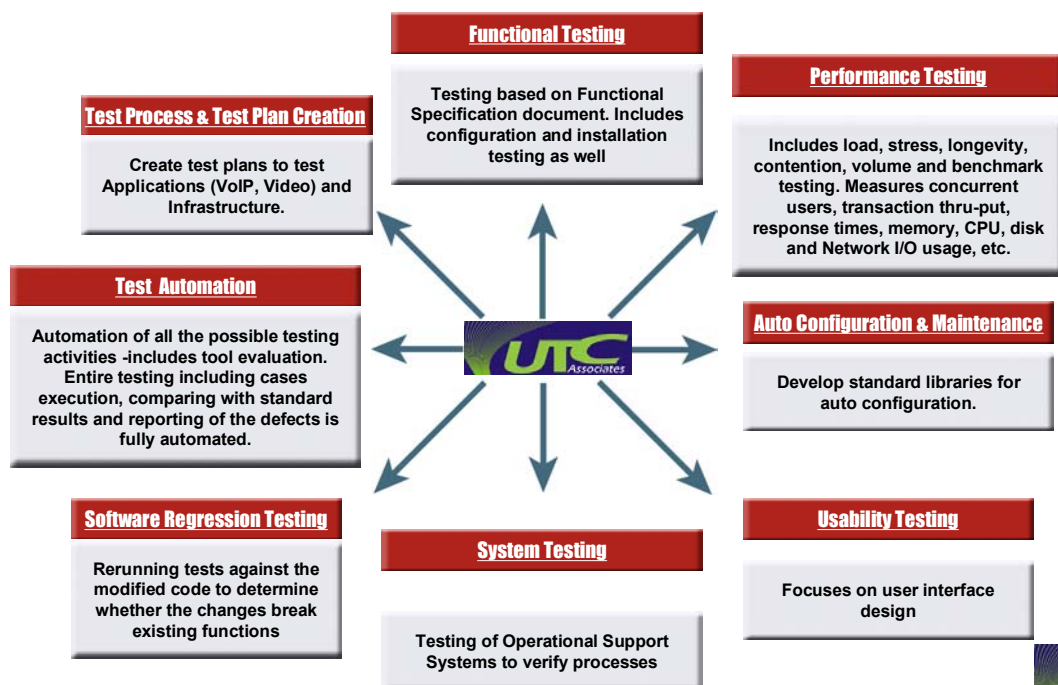 Functional Testing
Testing based on Functional
Specification document. Includes
configuration and installation
testing as well
Performance Testing
Includes load, stress, longevity,
contention, volume and benchmark
testing. Measures concurrent
users, transaction thru-put,
response times, memory, CPU, disk
and Network I/O usage, etc.
Test Process & Test Plan Creation
Create test plans to test
Applications (VoIP, Video) and
Infrastructure.
Test Automation
Automation of all the possible testing
activities -includes tool evaluation.
Entire testing including cases
execution, comparing with standard
results and reporting of the defects is
fully automated.
UTC
Associates
Auto Configuration & Maintenance
Develop standard libraries for
auto configuration.
Software Regression Testing
Rerunning tests against the
modified code to determine
whether the changes break
existing functions
System Testing
Testing of Operational Support
Systems to verify processes
Usability Testing
Focuses on user interface
design